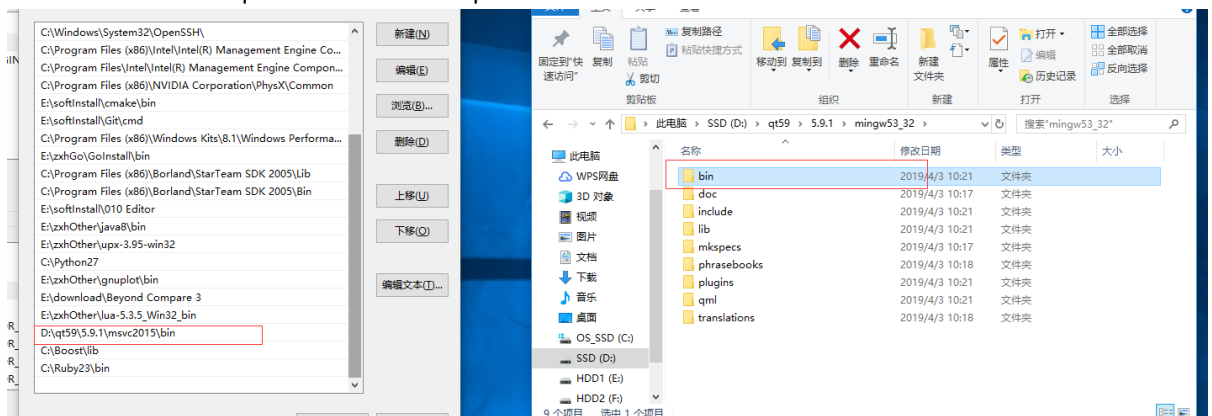 C:\Windows\System32\OpenSSH\
C:\Program Files (x86)\Intel\Intel(R) Management Engine Co...
C:\Program Files\Intel\Intel(R) Management Engine Compon...
C:\Program Files (x86)\NVIDIA Corporation\PhysX\Common
E:\softInstall\cmake\bin
E:\softInstall\Git\cmd
C:\Program Files (x86)\Windows Kits\8.1\Windows Performa...
E:\zxhGo\GoInstall\bin
C:\Program Files (x86)\Borland\StarTeam SDK 2005\Lib
C:\Program Files (x86)\Borland\StarTeam SDK 2005\Bin
E:\softInstall\010 Editor
E:\zxhOther\java8\bin
E:\zxhOther\upx-3.95-win32
C:\Python27
E:\zxhOther\gnuplot\bin
E:\download\Beyond Compare 3
E:\zxhOther\lua-5.3.5_Win32_bin
D:\qt59\5.9.1\msvc2015\bin
C:\Boost\lib
C:\Ruby23\bin
新建(N)
编辑(E)
浏览(B)...
删除(D)
上移(U)
下移(O)
编辑文本(T)...
固定到"快速访问"
复制
粘贴
复制路径
粘贴快捷方式
剪切
剪贴板
移动到
复制到
删除
重命名
组织
新建
文件夹
新建
属性
打开
编辑
历史记录
打开
全部选择
全部取消
反向选择
选择
此电脑 › SSD (D:) › qt59 › 5.9.1 › mingw53_32 ›
搜索"mingw53_32"
此电脑
WPS网盘
3D 对象
视频
图片
文档
下载
音乐
桌面
OS_SSD (C:)
SSD (D:)
HDD1 (E:)
HDD2 (F:)
名称 修改日期 类型 大小
bin 2019/4/3 10:21 文件夹
doc 2019/4/3 10:17 文件夹
include 2019/4/3 10:21 文件夹
lib 2019/4/3 10:21 文件夹
mkspecs 2019/4/3 10:17 文件夹
phrasebooks 2019/4/3 10:18 文件夹
plugins 2019/4/3 10:21 文件夹
qml 2019/4/3 10:21 文件夹
translations 2019/4/3 10:18 文件夹
9 个项目 选中 1 个项目